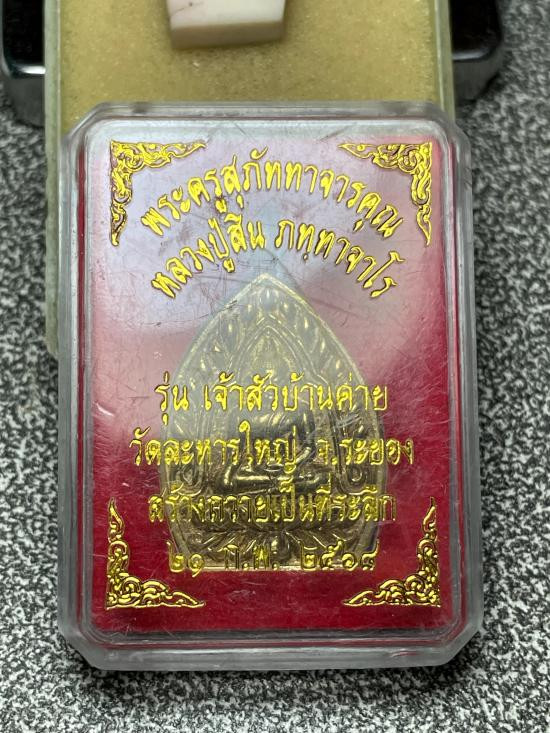 พระครูสุภัททาจารคุณ
หลวงปู่สิน ภทฺทาจาโร
รุ่น เจ้าสัวบ้านค่าย
วัดละหารใหญ่ จ.ระยอง
สร้างถวายเป็นที่ระลึก
๒๑ ก.พ. ๒๕๖๘